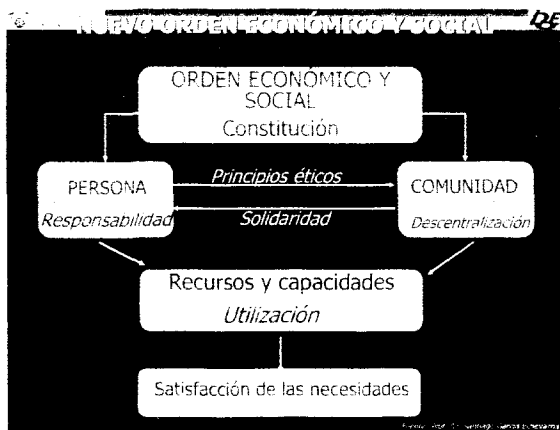 NUEVO ORDEN ECONÓMICO Y SOCIAL
ORDEN ECONÓMICO Y
SOCIAL
Constitución
PERSONA
Responsabilidad
Principios éticos
Solidaridad
COMUNIDAD
Descentralización
Recursos y capacidades
Utilización
Satisfacción de las necesidades